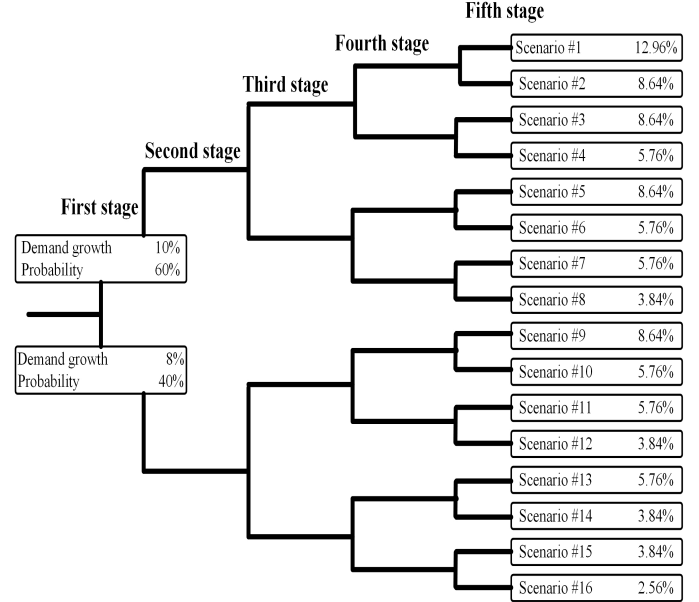 Fifth stage
Fourth stage
Third stage
Second stage
First stage
Demand growth 10%
Probability 60%
Demand growth 8%
Probability 40%
Scenario #1 12.96%
Scenario #2 8.64%
Scenario #3 8.64%
Scenario #4 5.76%
Scenario #5 8.64%
Scenario #6 5.76%
Scenario #7 5.76%
Scenario #8 3.84%
Scenario #9 8.64%
Scenario #10 5.76%
Scenario #11 5.76%
Scenario #12 3.84%
Scenario #13 5.76%
Scenario #14 3.84%
Scenario #15 3.84%
Scenario #16 2.56%